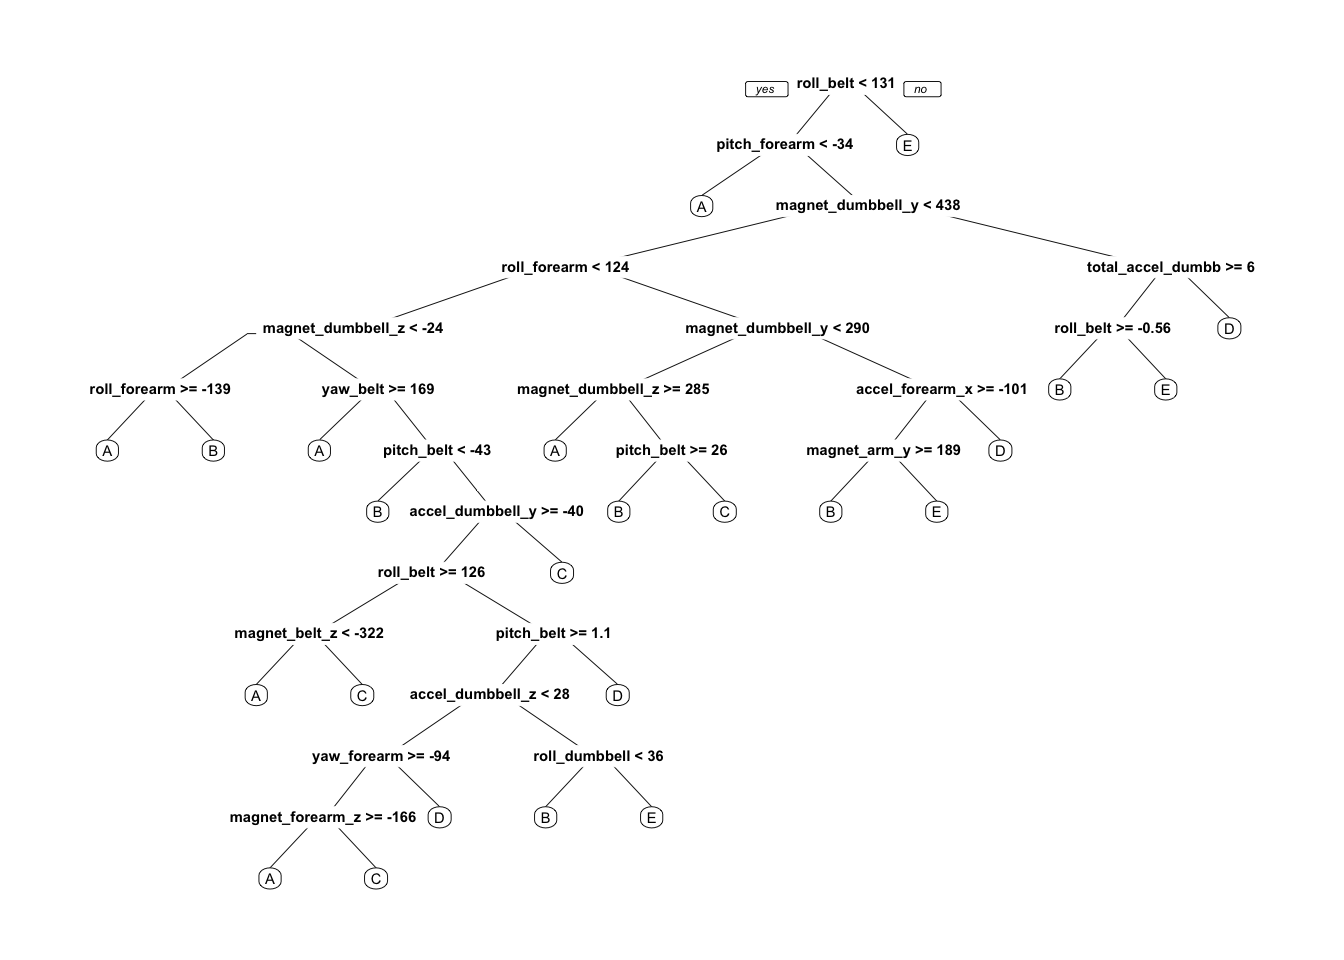 yes roll_belt < 131 no
pitch_forearm < -34 E
A magnet_dumbbell_y < 438
roll_forearm < 124 total_accel_dumbb >= 6
magnet_dumbbell_z < -24 magnet_dumbbell_y < 290 roll_belt >= -0.56 D
roll_forearm >= -139 yaw_belt >= 169 magnet_dumbbell_z >= 285 accel_forearm_x >= -101 B E
A B A pitch_belt < -43 A pitch_belt >= 26 magnet_arm_y >= 189 D
B accel_dumbbell_y >= -40 B C B E
roll_belt >= 126 C
magnet_belt_z < -322 pitch_belt >= 1.1
A C accel_dumbbell_z < 28 D
yaw_forearm >= -94 roll_dumbbell < 36
magnet_forearm_z >= -166 D B E
A C